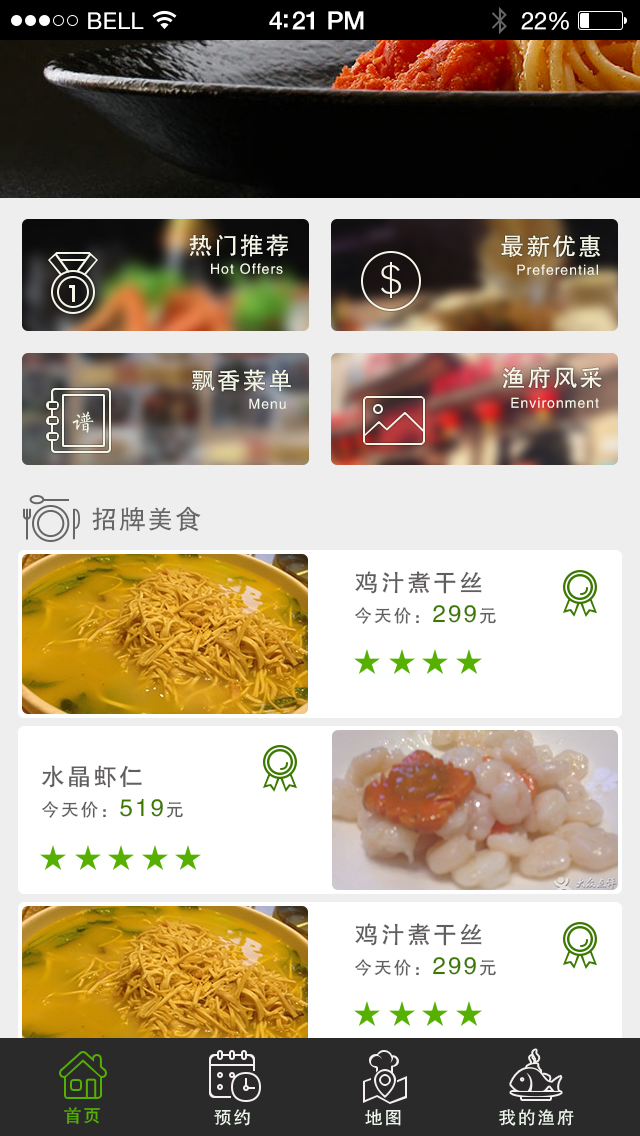 BELL 4:21 PM 22%
热门推荐
Hot Offers
1
最新优惠
Preferential
$
飘香菜单
Menu
谱
渔府风采
Environment
招牌美食
鸡汁煮干丝
今天价：299元
水晶虾仁
今天价：519元
大众点评
鸡汁煮干丝
今天价：299元
首页 预约 地图 我的渔府